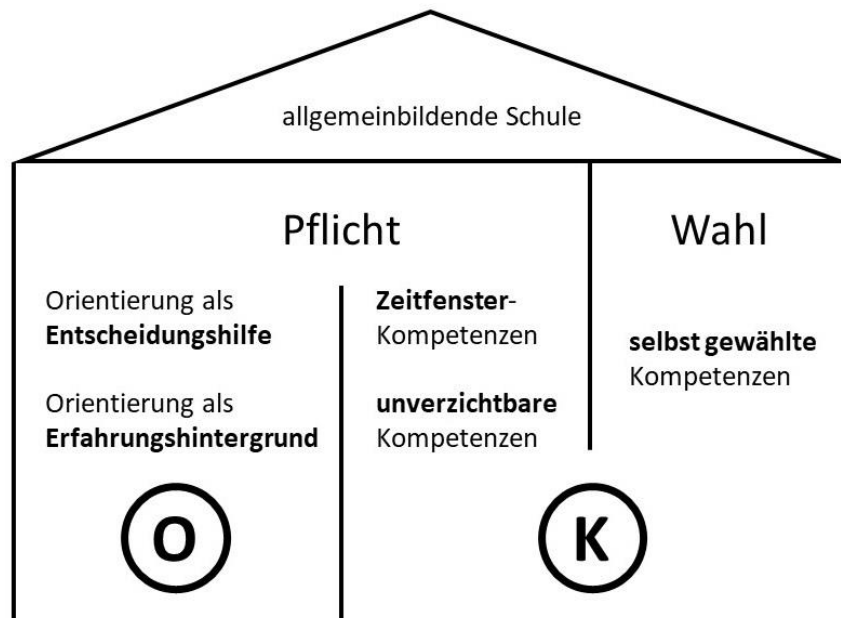 allgemeinbildende Schule
Pflicht
Wahl
Orientierung als
Entscheidungshilfe
Orientierung als
Erfahrungshintergrund
Zeitfenster-
Kompetenzen
unverzichtbare
Kompetenzen
selbst gewählte
Kompetenzen
O
K